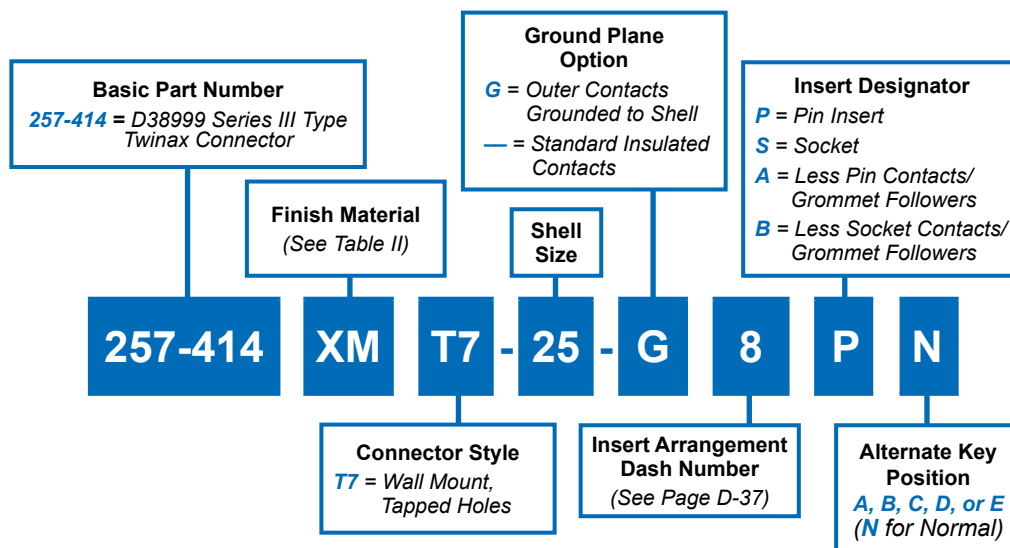 Basic Part Number
257-414 = D38999 Series III Type
Twinax Connector
Finish Material
(See Table II)
Ground Plane
Option
G = Outer Contacts
Grounded to Shell
— = Standard Insulated
Contacts
Shell
Size
Insert Designator
P = Pin Insert
S = Socket
A = Less Pin Contacts/
Grommet Followers
B = Less Socket Contacts/
Grommet Followers
257-414 XM T7 - 25 - G 8 P N
Connector Style
T7 = Wall Mount,
Tapped Holes
Insert Arrangement
Dash Number
(See Page D-37)
Alternate Key
Position
A, B, C, D, or E
(N for Normal)